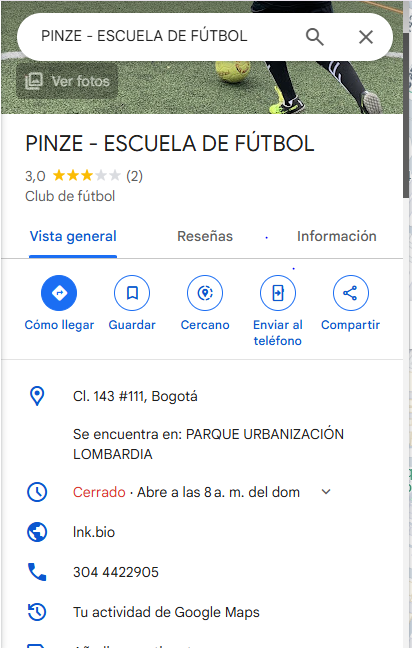 PINZE - ESCUELA DE FÚTBOL
Ver fotos
PINZE - ESCUELA DE FÚTBOL
3,0 (2)
Club de fútbol
Vista general Reseñas · Información
Cómo llegar Guardar Cercano Enviar al teléfono Compartir
Cl. 143 #111, Bogotá
Se encuentra en: PARQUE URBANIZACIÓN
LOMBARDIA
Cerrado · Abre a las 8 a. m. del dom
lnk.bio
304 4422905
Tu actividad de Google Maps